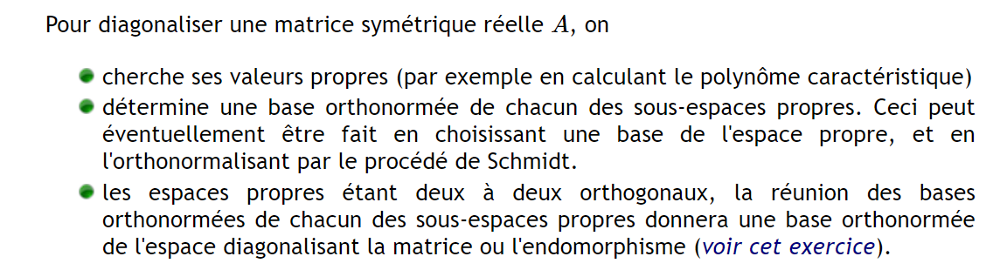 Pour diagonaliser une matrice symétrique réelle A, on
cherche ses valeurs propres (par exemple en calculant le polynôme caractéristique)
détermine une base orthonormée de chacun des sous-espaces propres. Ceci peut
éventuellement être fait en choisissant une base de l'espace propre, et en
l'orthonormalisant par le procédé de Schmidt.
les espaces propres étant deux à deux orthogonaux, la réunion des bases
orthonormées de chacun des sous-espaces propres donnera une base orthonormée
de l'espace diagonalisant la matrice ou l'endomorphisme (voir cet exercice).